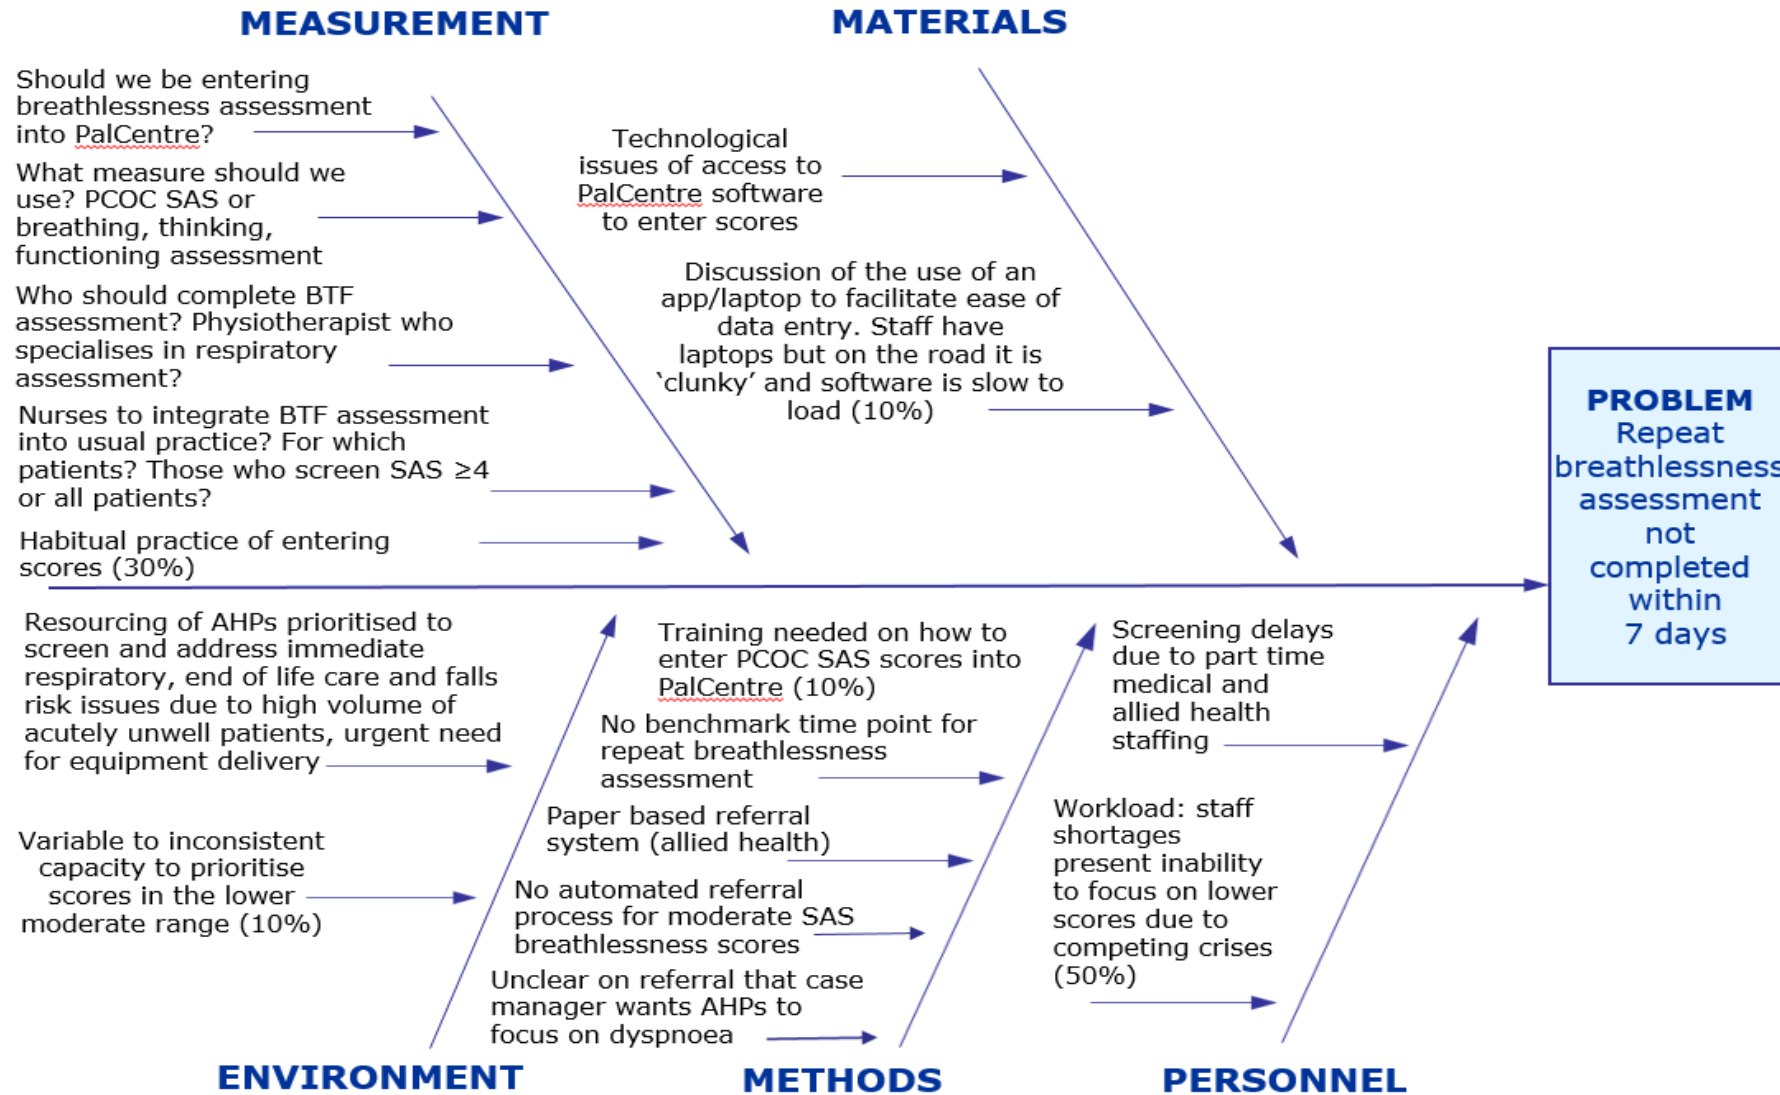 MEASUREMENT
Should we be entering
breathlessness assessment
into PalCentre?
What measure should we
use? PCOC SAS or
breathing, thinking,
functioning assessment
Who should complete BTF
assessment? Physiotherapist who
specialises in respiratory
assessment?
Nurses to integrate BTF assessment
into usual practice? For which
patients? Those who screen SAS ≥4
or all patients?
Habitual practice of entering
scores (30%)
MATERIALS
Technological
issues of access to
PalCentre software
to enter scores
Discussion of the use of an
app/laptop to facilitate ease of
data entry. Staff have
laptops but on the road it is
‘clunky’ and software is slow to
load (10%)
PROBLEM
Repeat
breathlessness
assessment
not
completed
within
7 days
Resourcing of AHPs prioritised to
screen and address immediate
respiratory, end of life care and falls
risk issues due to high volume of
acutely unwell patients, urgent need
for equipment delivery
Variable to inconsistent
capacity to prioritise
scores in the lower
moderate range (10%)
ENVIRONMENT
Training needed on how to
enter PCOC SAS scores into
PalCentre (10%)
No benchmark time point for
repeat breathlessness
assessment
Paper based referral
system (allied health)
No automated referral
process for moderate SAS
breathlessness scores
Unclear on referral that case
manager wants AHPs to
focus on dyspnoea
METHODS
Screening delays
due to part time
medical and
allied health
staffing
Workload: staff
shortages
present inability
to focus on lower
scores due to
competing crises
(50%)
PERSONNEL